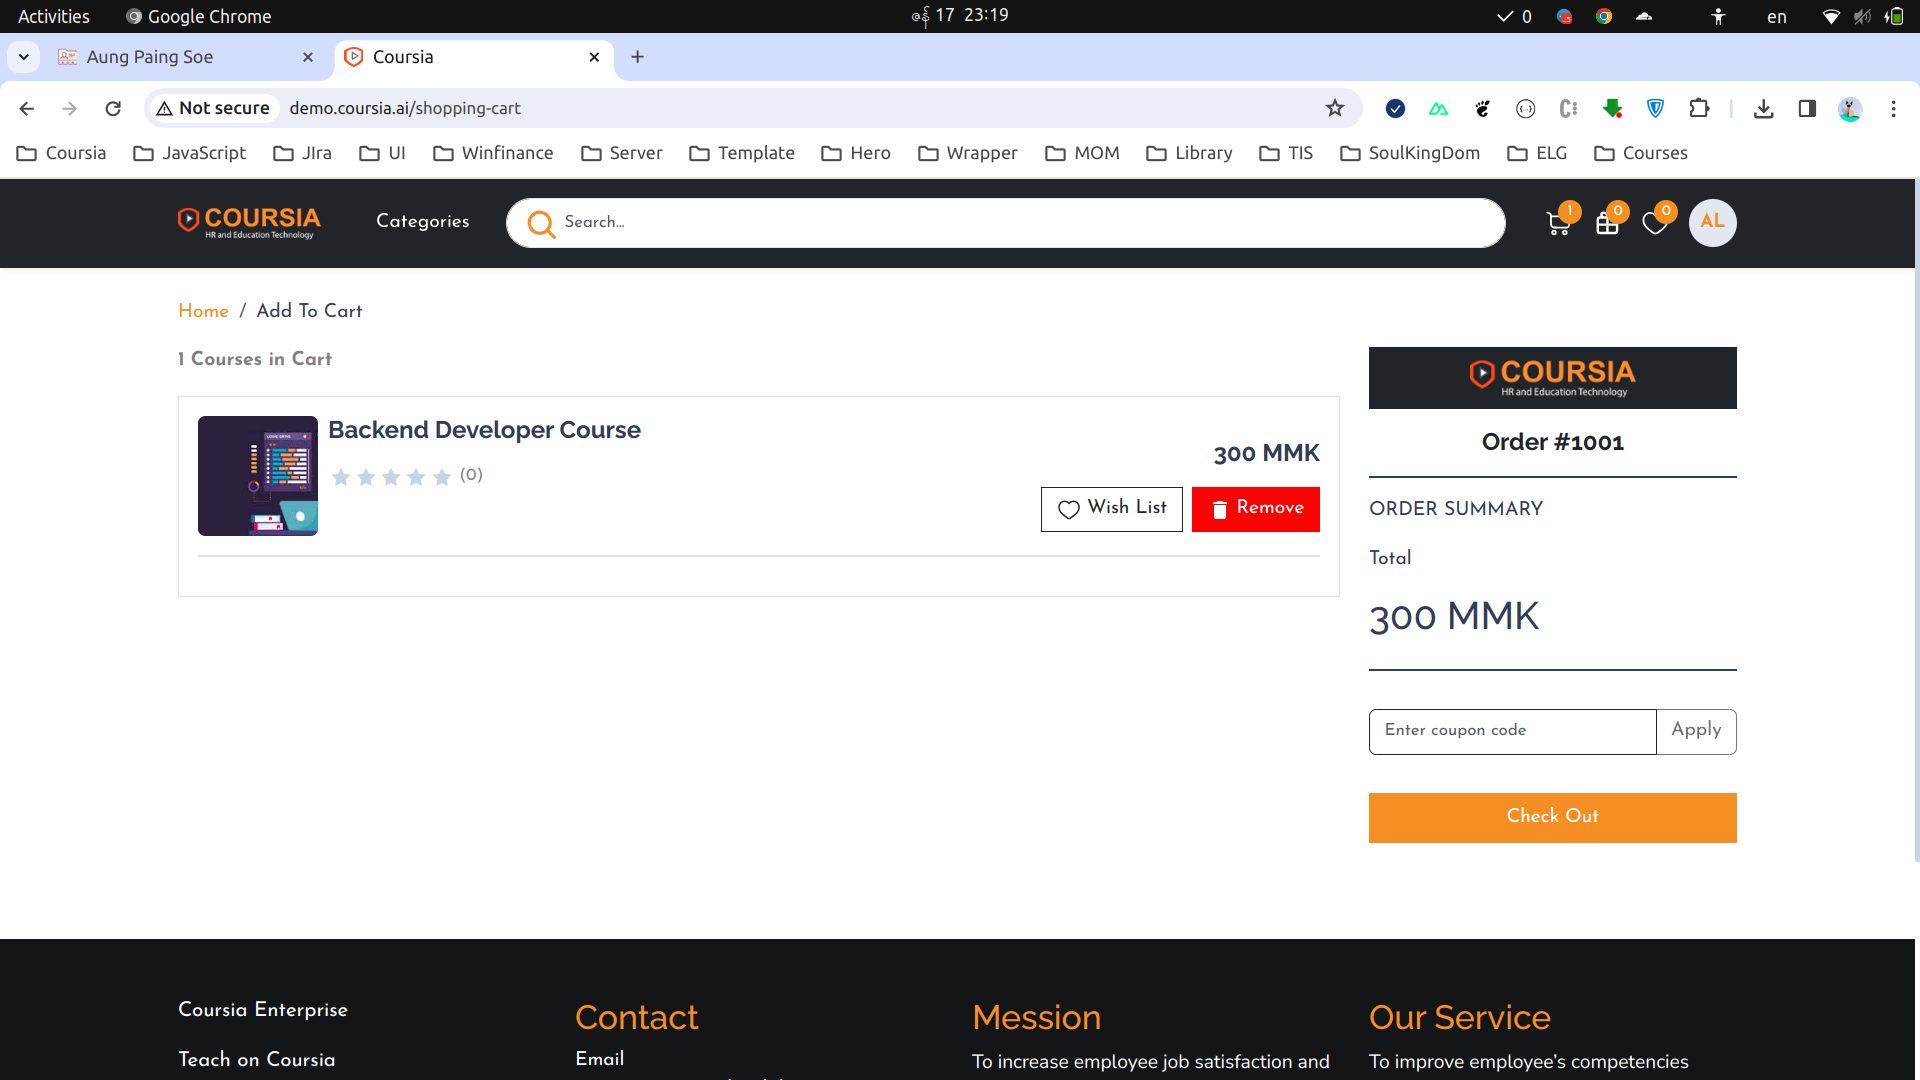 Activities
Google Chrome
ဇန် 17 23:19
0
en
Aung Paing Soe
Coursia
Not secure
demo.coursia.ai/shopping-cart
Coursia
JavaScript
JIra
UI
Winfinance
Server
Template
Hero
Wrapper
MOM
Library
TIS
SoulKingDom
ELG
Courses
COURSIA
HR and Education Technology
Categories
Search...
1
0
0
AL
Home / Add To Cart
1 Courses in Cart
Backend Developer Course
(0)
300 MMK
Wish List
Remove
COURSIA
HR and Education Technology
Order #1001
ORDER SUMMARY
Total
300 MMK
Enter coupon code
Apply
Check Out
Coursia Enterprise
Teach on Coursia
Contact
Email
Mession
To increase employee job satisfaction and
Our Service
To improve employee's competencies